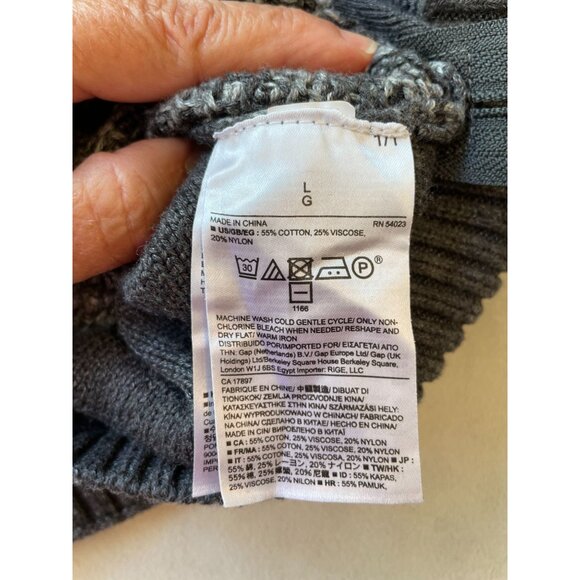 1/1
L
G
MADE IN CHINA RN 54023
■ US/GB/EG : 55% COTTON, 25% VISCOSE,
20% NYLON
30 P ®
1166
MACHINE WASH COLD GENTLE CYCLE/ ONLY NON-
CHLORINE BLEACH WHEN NEEDED/ RESHAPE AND
DRY FLAT/ WARM IRON
DISTRIBUIDO POR/IMPORTED FOR/ ΕΙΣΑΓΕΤΑΙ ΑΠΟ
ΤΗΝ: Gap (Netherlands) B.V./ Gap Europe Ltd/ Gap (UK
Holdings) Ltd/Berkeley Square House, Berkeley Square,
London W1J 6BS Egypt Importer: RIGE, LLC
CA 17897
FABRIQUE EN CHINE/ 中國製造/ DIBUAT DI
TIONGKOK/ ZEMLJA PROIZVODNJE KINA/
ΚΑΤΑΣΚΕΥΑΣΤΗΚΕ ΣΤΗΝ ΚΙΝΑ/ SZÁRMAZÁSI HELY:
KÍNA/ WYPRODUKOWANO W CHINACH/ FABRICAT
NA CHINA/ СДЕЛАНО В КИТАЕ/ HECHO EN CHINA/
MADE IN CIN/ ВИРОБЛЕНО В КИТАЇ
■ CA : 55% COTON, 25% VISCOSE, 20% NYLON
■ FR/MA : 55% COTON, 25% VISCOSE, 20% NYLON
■ IT : 55% COTONE, 25% VISCOSA, 20% NYLON ■ JP :
55% 綿, 25% レーヨン, 20% ナイロン ■ TW/HK :
55% 棉, 25% 嫘縈, 20% 尼龍 ■ ID : 55% KAPAS,
25% VISCOSE, 20% NILON ■ HR : 55% PAMUK,